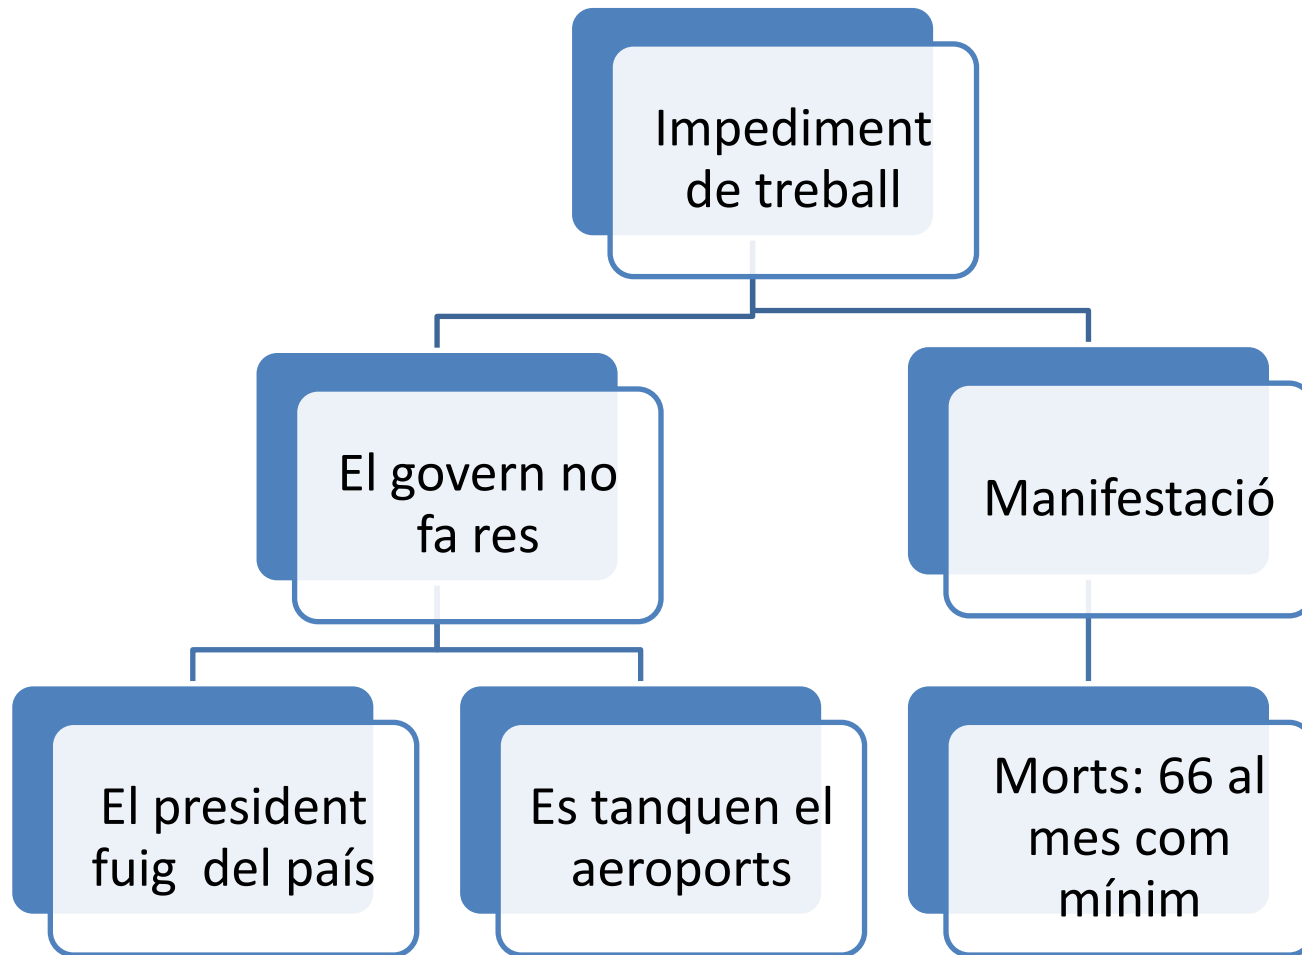 Impediment
de treball
El govern no
fa res
Manifestació
El president
fuig  del país
Es tanquen el
aeroports
Morts: 66 al
mes com
mínim